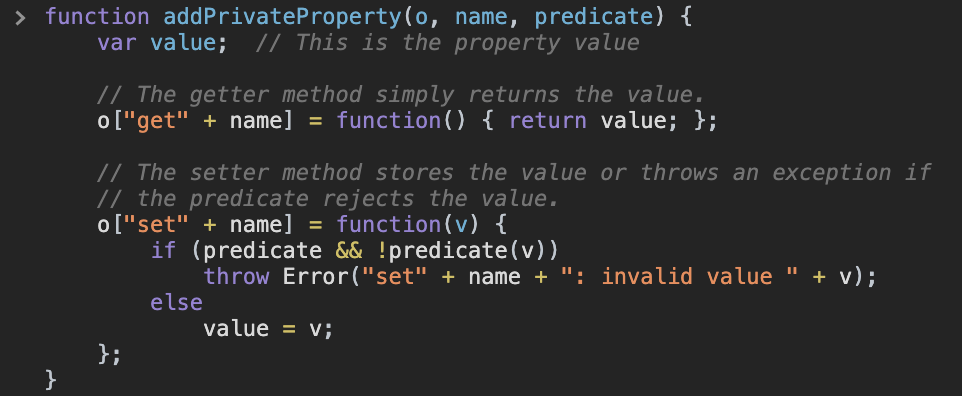 > function addPrivateProperty(o, name, predicate) {
    var value;  // This is the property value

    // The getter method simply returns the value.
    o["get" + name] = function() { return value; };

    // The setter method stores the value or throws an exception if
    // the predicate rejects the value.
    o["set" + name] = function(v) {
        if (predicate && !predicate(v))
            throw Error("set" + name + ": invalid value " + v);
        else
            value = v;
    };
}